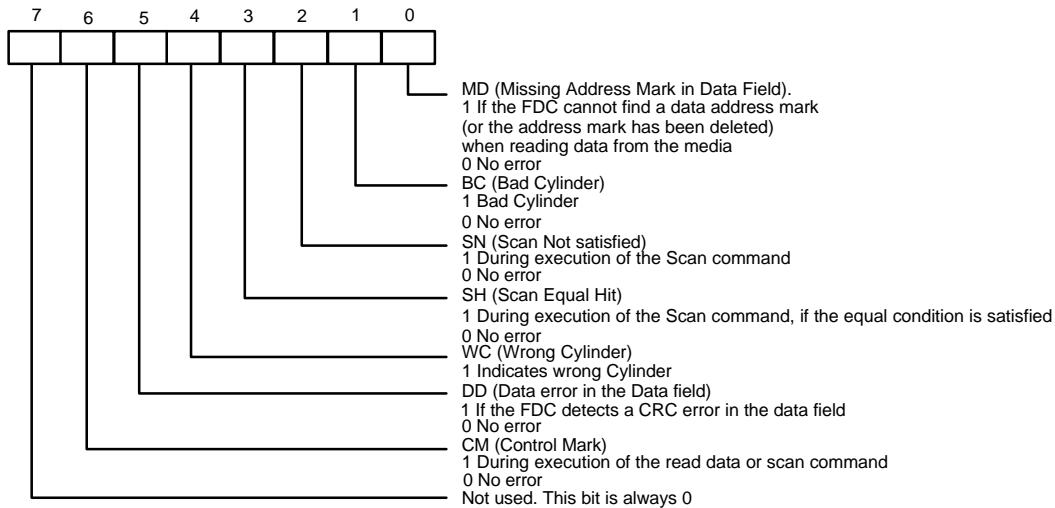 7 6 5 4 3 2 1 0
MD (Missing Address Mark in Data Field).
1 If the FDC cannot find a data address mark
(or the address mark has been deleted)
when reading data from the media
0 No error
BC (Bad Cylinder)
1 Bad Cylinder
0 No error
SN (Scan Not satisfied)
1 During execution of the Scan command
0 No error
SH (Scan Equal Hit)
1 During execution of the Scan command, if the equal condition is satisfied
0 No error
WC (Wrong Cylinder)
1 Indicates wrong Cylinder
DD (Data error in the Data field)
1 If the FDC detects a CRC error in the data field
0 No error
CM (Control Mark)
1 During execution of the read data or scan command
0 No error
Not used. This bit is always 0